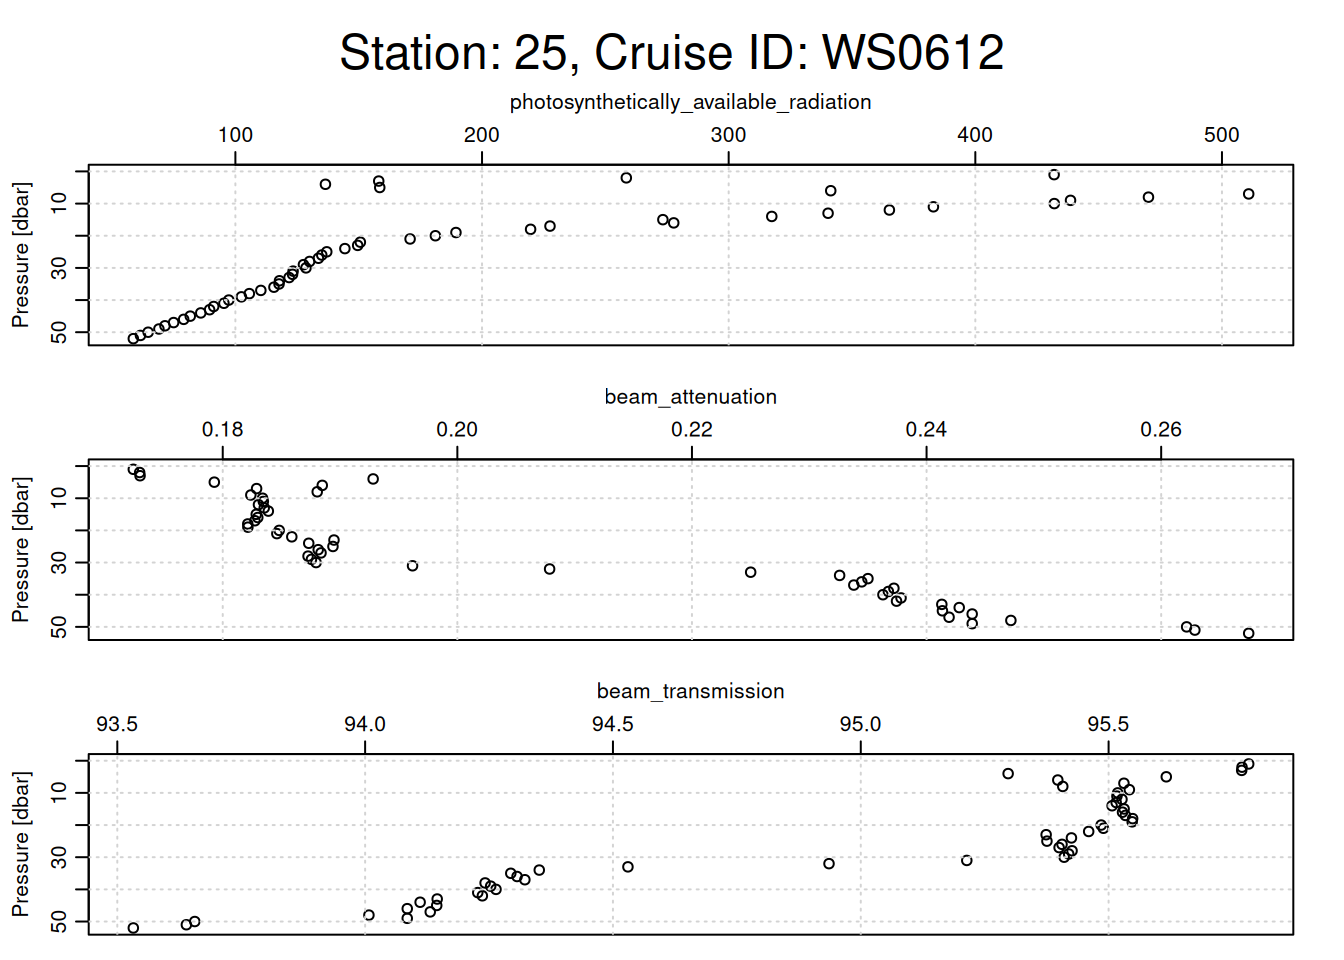 Station: 25, Cruise ID: WS0612
photosynthetically_available_radiation
100 200 300 400 500
Pressure [dbar]
10
30
50
beam_attenuation
0.18 0.20 0.22 0.24 0.26
Pressure [dbar]
10
30
50
beam_transmission
93.5 94.0 94.5 95.0 95.5
Pressure [dbar]
10
30
50